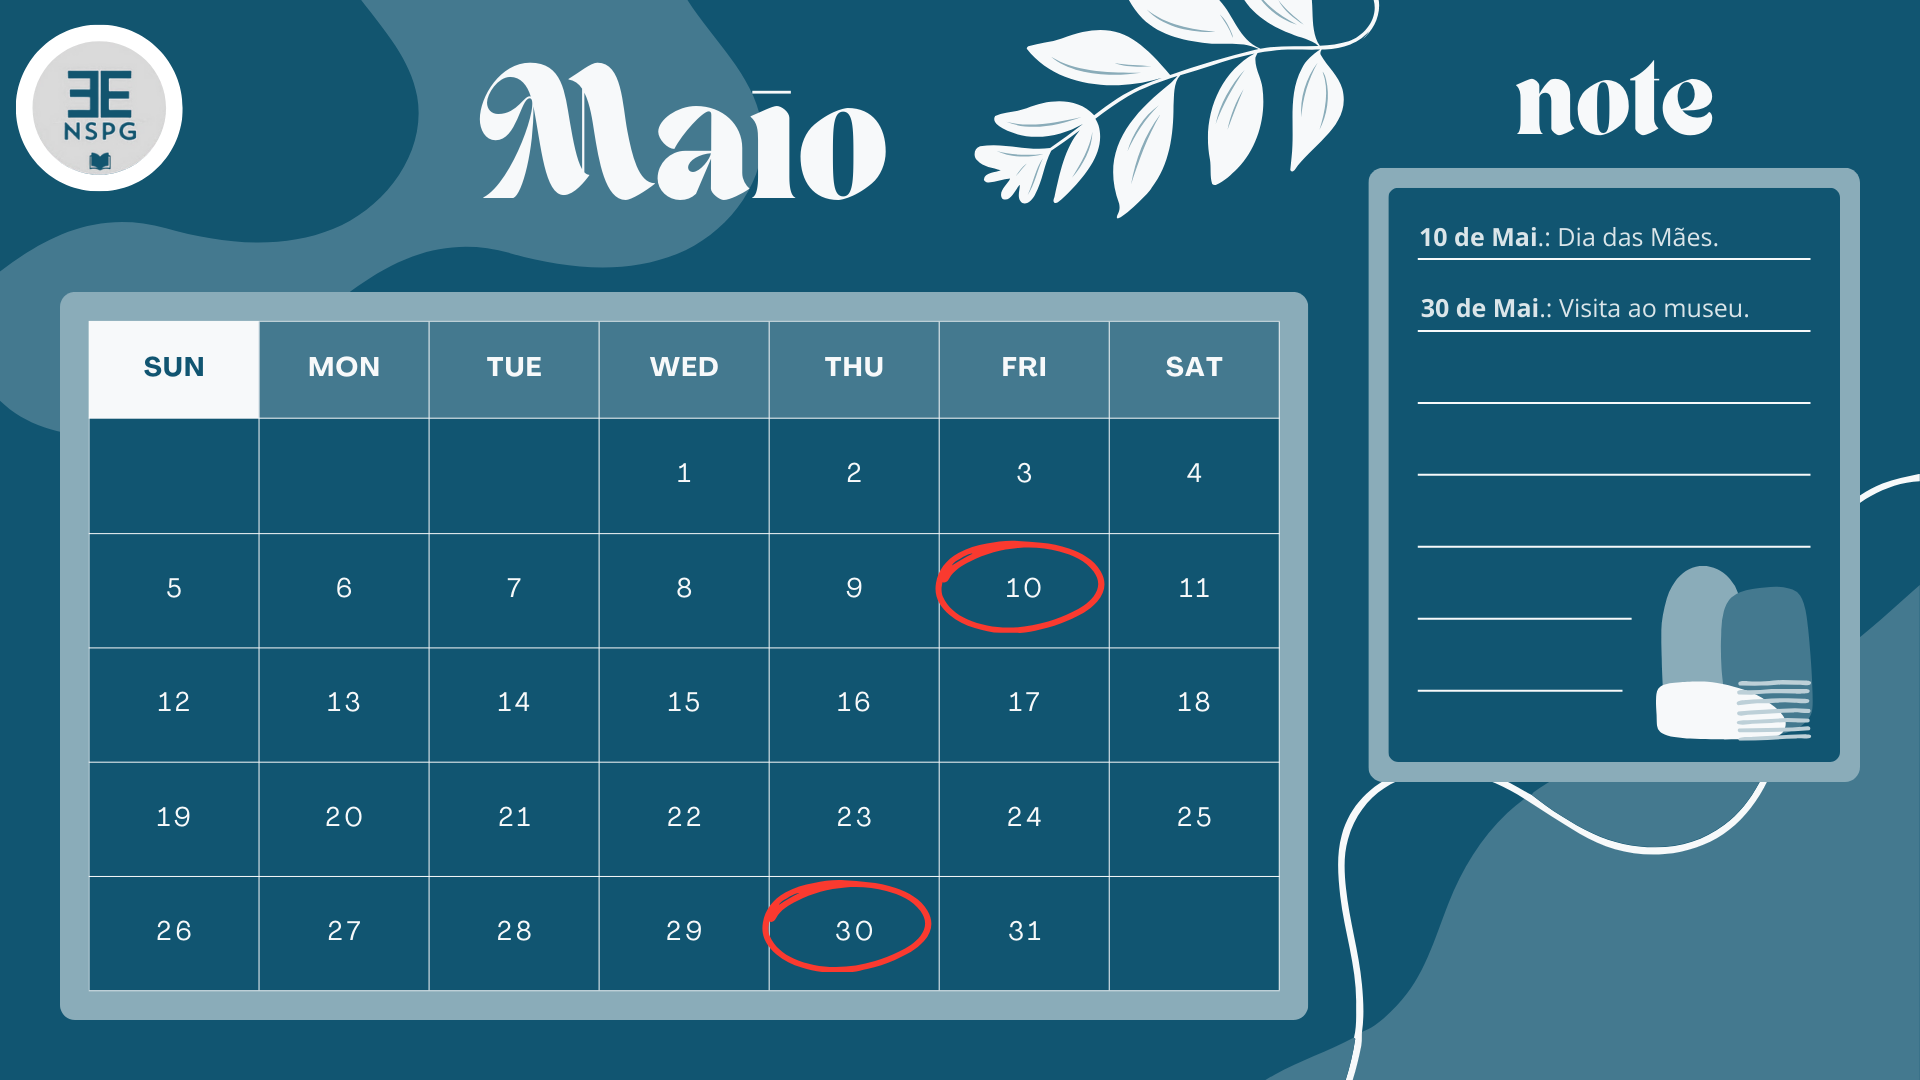 ƎE
NSPG
Maio
note
10 de Mai.: Dia das Mães.
30 de Mai.: Visita ao museu.
SUN MON TUE WED THU FRI SAT
1 2 3 4
5 6 7 8 9 10 11
12 13 14 15 16 17 18
19 20 21 22 23 24 25
26 27 28 29 30 31